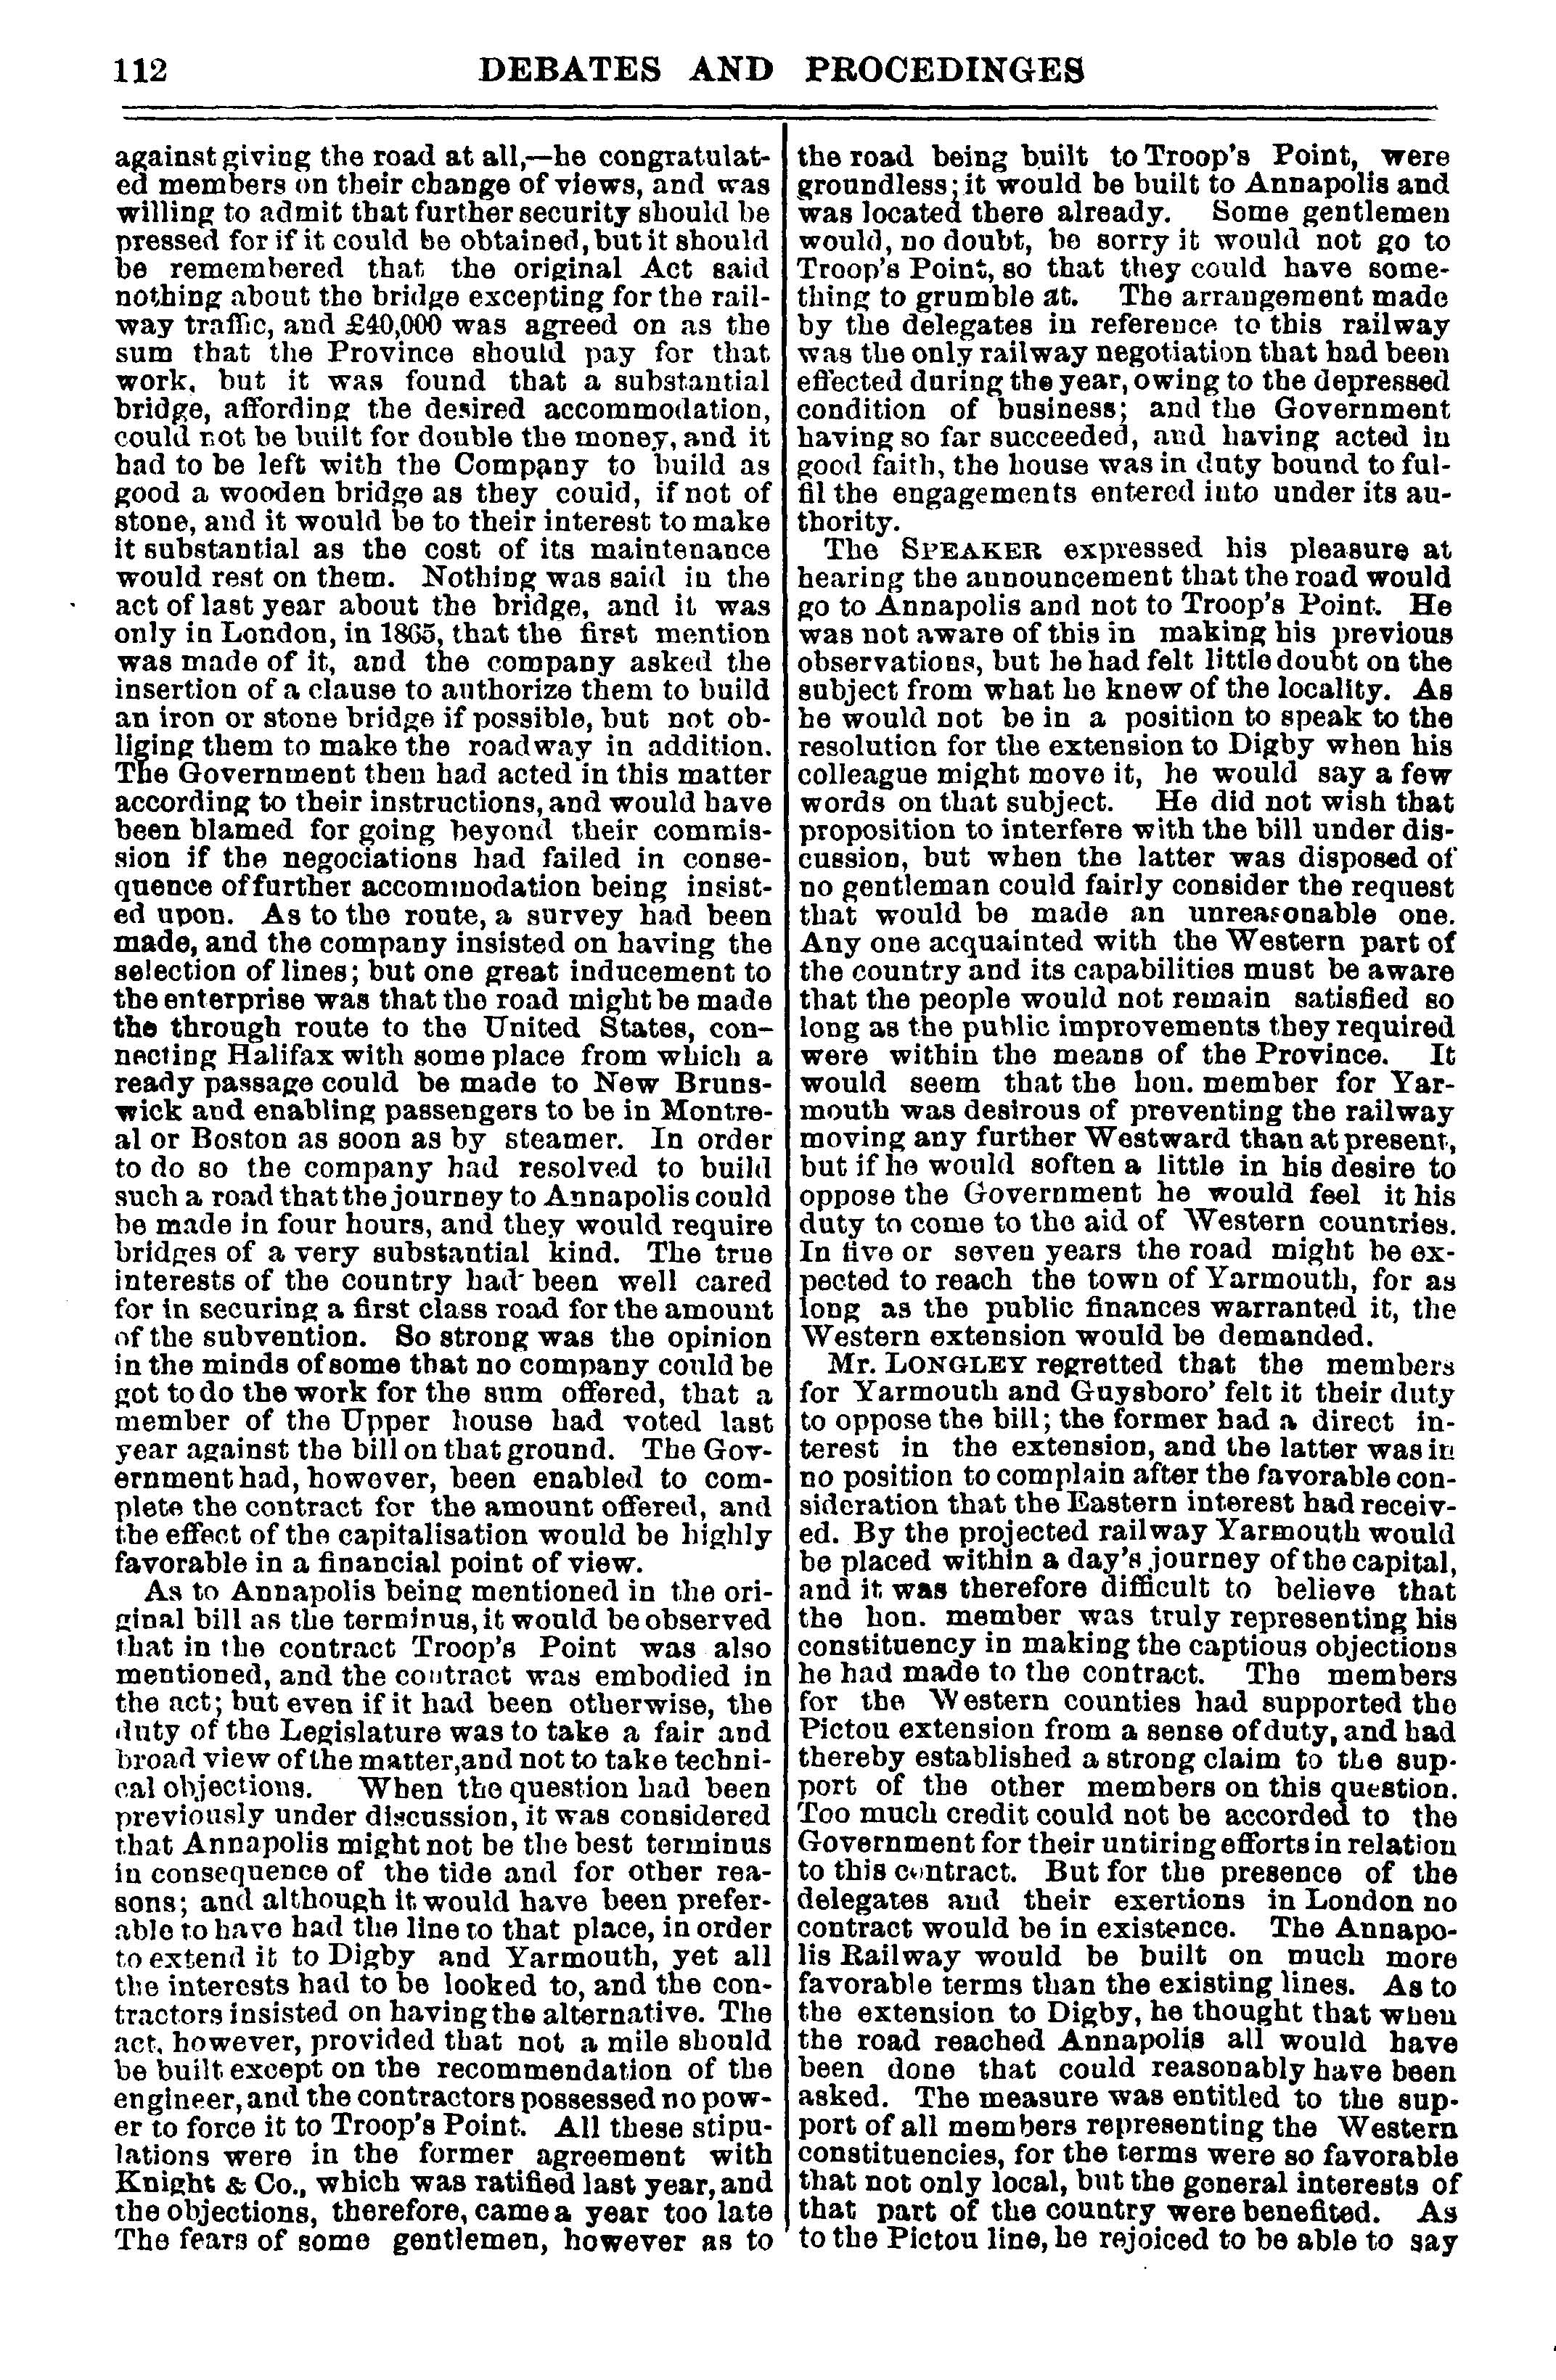 112 DEBATES AND PROCEDINGES
against giving the road at all,—he congratulat-
ed members on their change of views, and was
willing to admit that further security should be
pressed for if it could be obtained, but it should
be remembered that the original Act said
nothing about the bridge excepting for the rail-
way traffic, and £40,000 was agreed on as the
sum that the Province should pay for that
work, but it was found that a substantial
bridge, affording the desired accommodation,
could not be built for double the money, and it
had to be left with the Company to build as
good a wooden bridge as they could, if not of
stone, and it would be to their interest to make
it substantial as the cost of its maintenance
would rest on them. Nothing was said in the
act of last year about the bridge, and it was
only in London, in 1865, that the first mention
was made of it, and the company asked the
insertion of a clause to authorize them to build
an iron or stone bridge if possible, but not ob-
liging them to make the roadway in addition.
The Government then had acted in this matter
according to their instructions, and would have
been blamed for going beyond their commis-
sion if the negociations had failed in conse-
quence of further accommodation being insist-
ed upon. As to the route, a survey had been
made, and the company insisted on having the
selection of lines; but one great inducement to
the enterprise was that the road might be made
the through route to the United States, con-
necting Halifax with some place from which a
ready passage could be made to New Bruns-
wick and enabling passengers to be in Montre-
al or Boston as soon as by steamer. In order
to do so the company had resolved to build
such a road that the journey to Annapolis could
be made in four hours, and they would require
bridges of a very substantial kind. The true
interests of the country had been well cared
for in securing a first class road for the amount
of the subvention. So strong was the opinion
in the minds of some that no company could be
got to do the work for the sum offered, that a
member of the Upper house had voted last
year against the bill on that ground. The Gov-
ernment had, however, been enabled to com-
plete the contract for the amount offered, and
the effect of the capitalisation would be highly
favorable in a financial point of view.
As to Annapolis being mentioned in the ori-
ginal bill as the terminus, it would be observed
that in the contract Troop's Point was also
mentioned, and the contract was embodied in
the act; but even if it had been otherwise, the
duty of the Legislature was to take a fair and
broad view of the matter, and not to take techni-
cal objections. When the question had been
previously under discussion, it was considered
that Annapolis might not be the best terminus
in consequence of the tide and for other rea-
sons; and although it would have been prefer-
able to have had the line to that place, in order
to extend it to Digby and Yarmouth, yet all
the interests had to be looked to, and the con-
tractors insisted on having the alternative. The
act, however, provided that not a mile should
be built except on the recommendation of the
engineer, and the contractors possessed no pow-
er to force it to Troop's Point. All these stipu-
lations were in the former agreement with
Knight & Co., which was ratified last year, and
the objections, therefore, came a year too late
The fears of some gentlemen, however as to
the road being built to Troop's Point, were
groundless; it would be built to Annapolis and
was located there already. Some gentlemen
would, no doubt, be sorry it would not go to
Troop's Point, so that they could have some-
thing to grumble at. The arrangement made
by the delegates in reference to this railway
was the only railway negotiation that had been
effected during the year, owing to the depressed
condition of business; and the Government
having so far succeeded, and having acted in
good faith, the house was in duty bound to ful-
fil the engagements entered into under its au-
thority.
The SPEAKER expressed his pleasure at
hearing the announcement that the road would
go to Annapolis and not to Troop's Point. He
was not aware of this in making his previous
observations, but he had felt little doubt on the
subject from what he knew of the locality. As
he would not be in a position to speak to the
resolution for the extension to Digby when his
colleague might move it, he would say a few
words on that subject. He did not wish that
proposition to interfere with the bill under dis-
cussion, but when the latter was disposed of
no gentleman could fairly consider the request
that would be made an unreasonable one.
Any one acquainted with the Western part of
the country and its capabilities must be aware
that the people would not remain satisfied so
long as the public improvements they required
were within the means of the Province. It
would seem that the hon. member for Yar-
mouth was desirous of preventing the railway
moving any further Westward than at present,
but if he would soften a little in his desire to
oppose the Government he would feel it his
duty to come to the aid of Western countries.
In five or seven years the road might be ex-
pected to reach the town of Yarmouth, for as
long as the public finances warranted it, the
Western extension would be demanded.
Mr. LONGLEY regretted that the members
for Yarmouth and Guysboro' felt it their duty
to oppose the bill; the former had a direct in-
terest in the extension, and the latter was in
no position to complain after the favorable con-
sideration that the Eastern interest had receiv-
ed. By the projected railway Yarmouth would
be placed within a day's journey of the capital,
and it was therefore difficult to believe that
the hon. member was truly representing his
constituency in making the captious objections
he had made to the contract. The members
for the Western counties had supported the
Pictou extension from a sense of duty, and had
thereby established a strong claim to the sup-
port of the other members on this question.
Too much credit could not be accorded to the
Government for their untiring efforts in relation
to this contract. But for the presence of the
delegates and their exertions in London no
contract would be in existence. The Annapo-
lis Railway would be built on much more
favorable terms than the existing lines. As to
the extension to Digby, he thought that when
the road reached Annapolis all would have
been done that could reasonably have been
asked. The measure was entitled to the sup-
port of all members representing the Western
constituencies, for the terms were so favorable
that not only local, but the general interests of
that part of the country were benefited. As
to the Pictou line, he rejoiced to be able to say